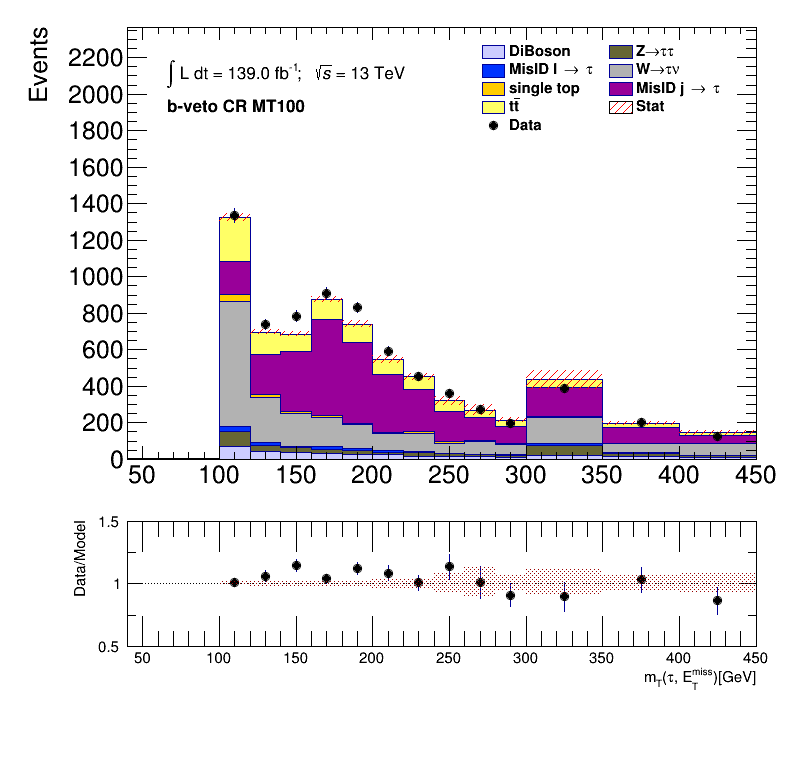 Events
2200
2000
1800
1600
1400
1200
1000
800
600
400
200
0
∫ L dt = 139.0 fb⁻¹; √s = 13 TeV
b-veto CR MT100
DiBoson
MisID l → τ
single top
tt̄
Data
Z→ττ
W→τν
MisID j → τ
Stat
50 100 150 200 250 300 350 400 450
Data/Model
1.5
1
0.5
50 100 150 200 250 300 350 400 450
m_T(τ, E_T^miss)[GeV]